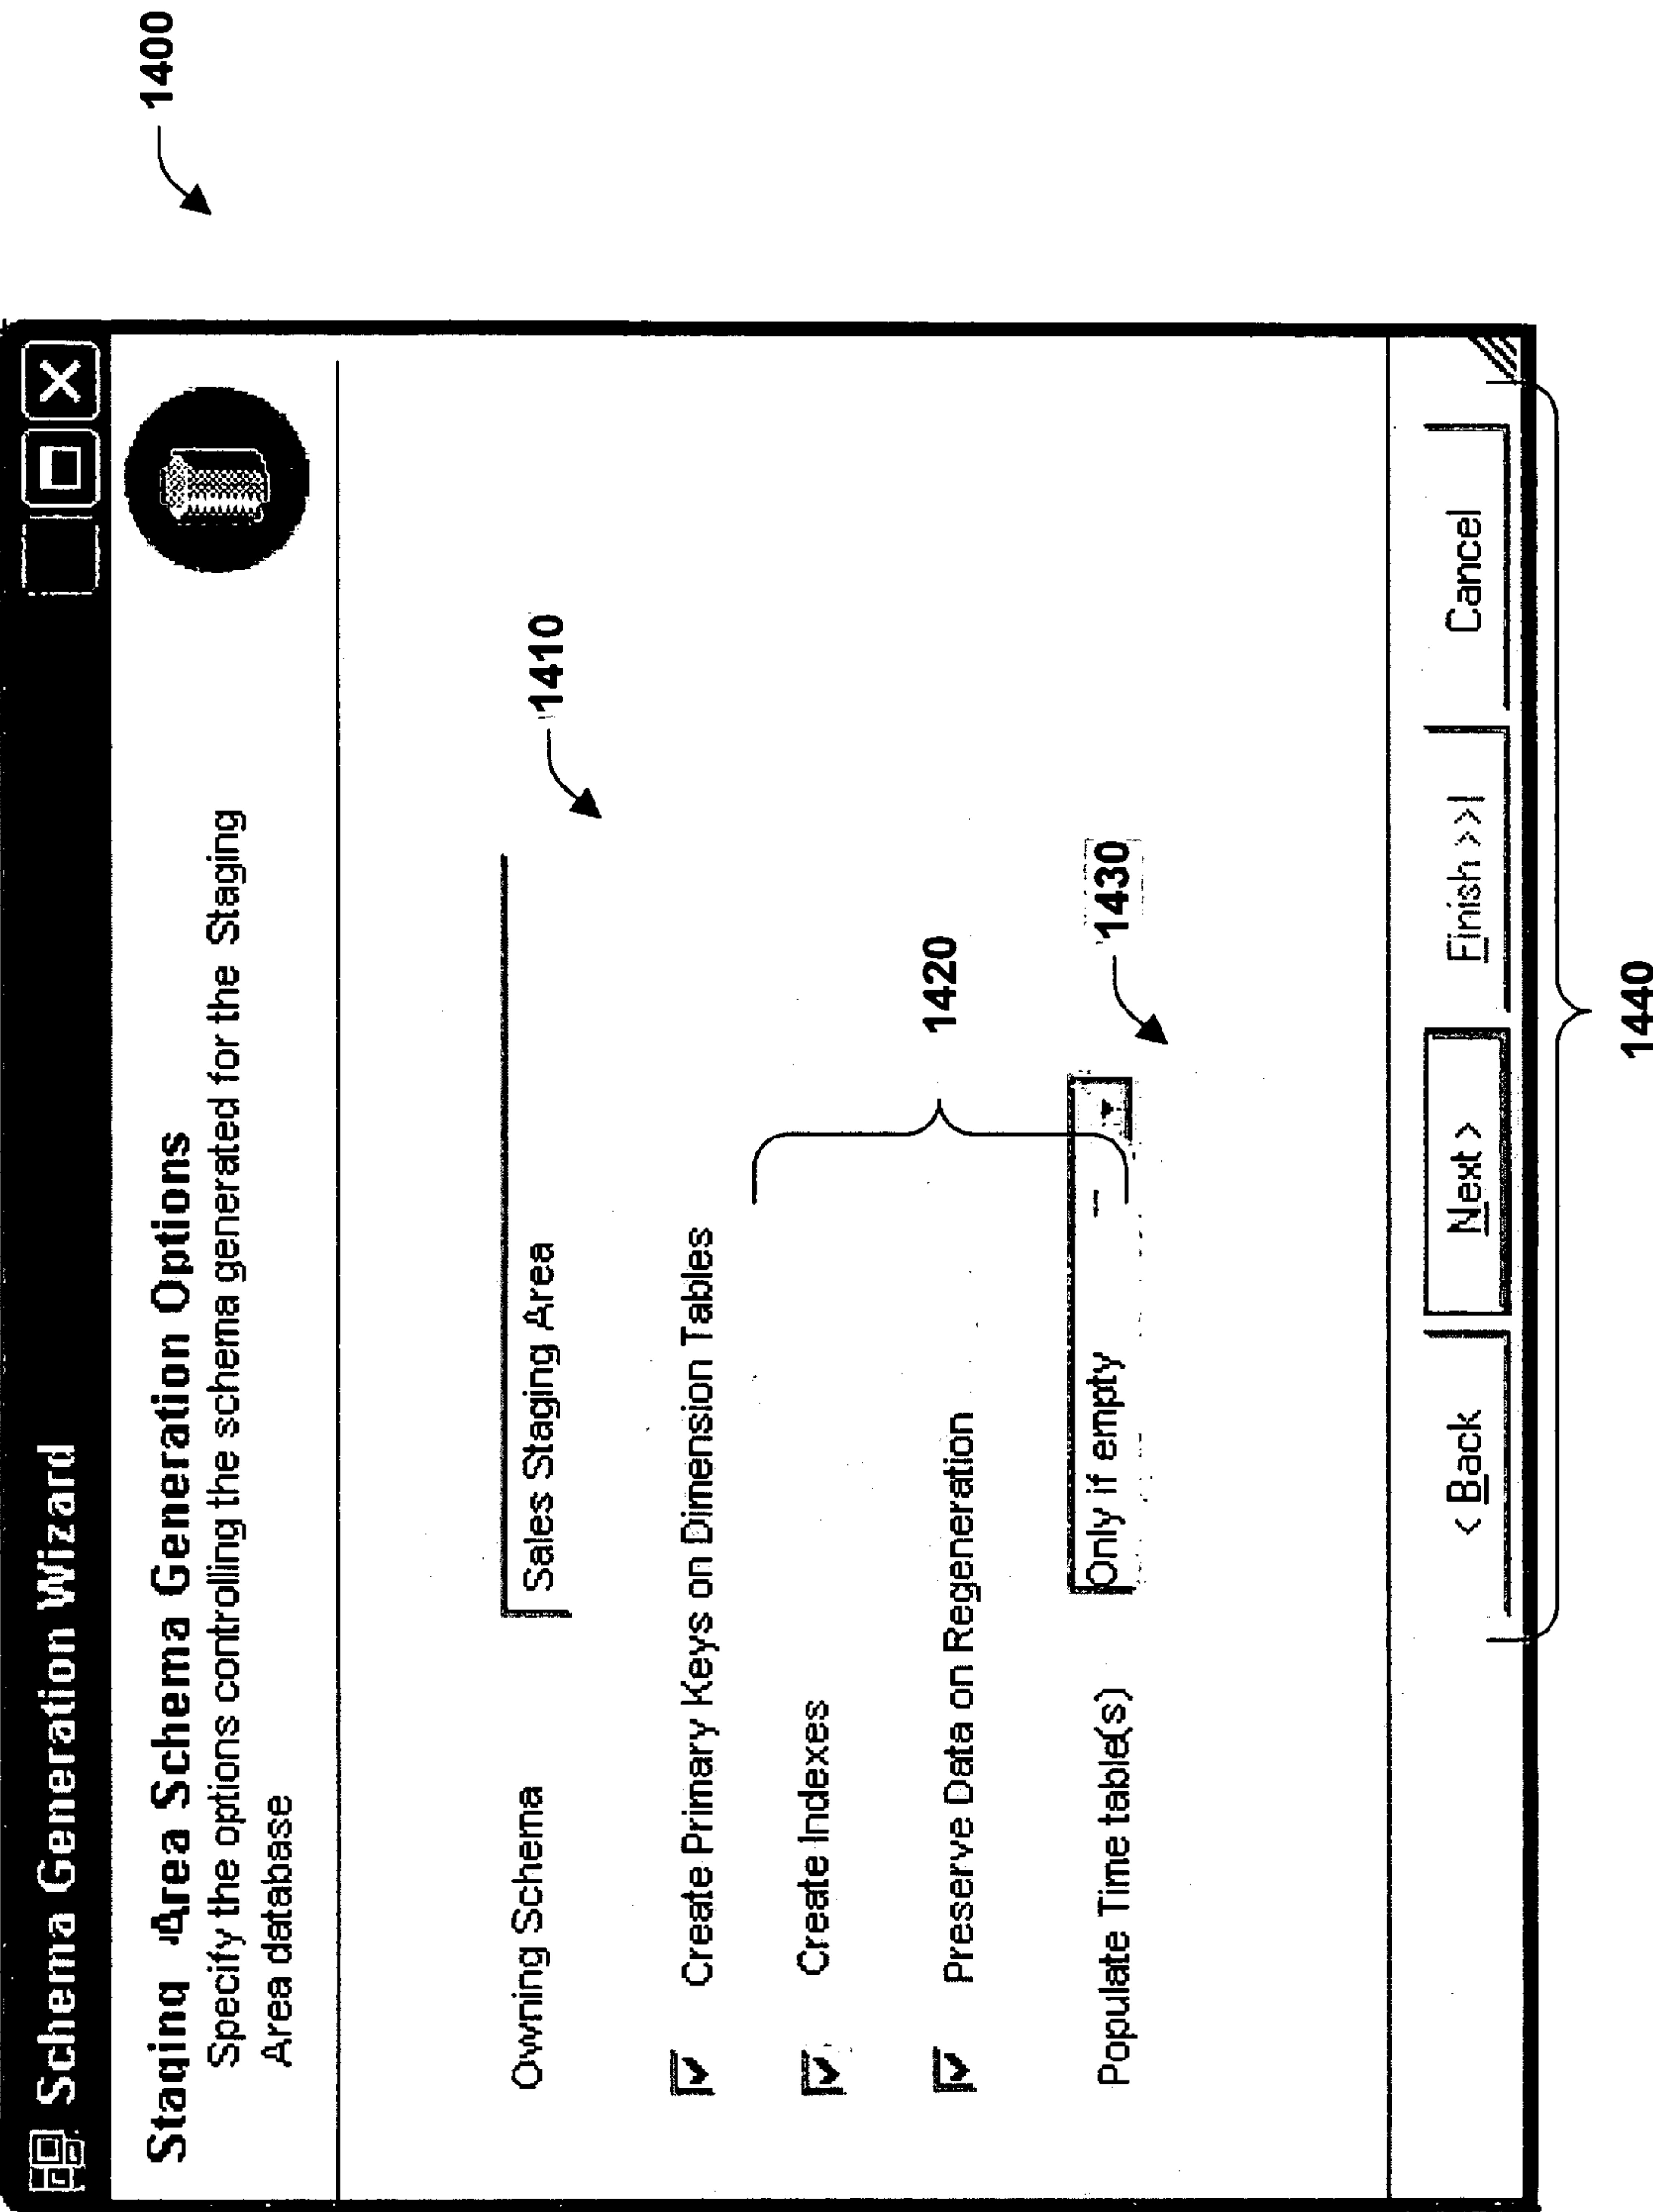 1400
Schema Generation Wizard
Staging Area Schema Generation Options
Specify the options controlling the schema generated for the Staging
Area database
1410
Owning Schema Sales Staging Area
Create Primary Keys on Dimension Tables
Create Indexes
1420
Preserve Data on Regeneration
1430
Populate Time table(s) Only if empty
< Back Next > Finish >>| Cancel
1440